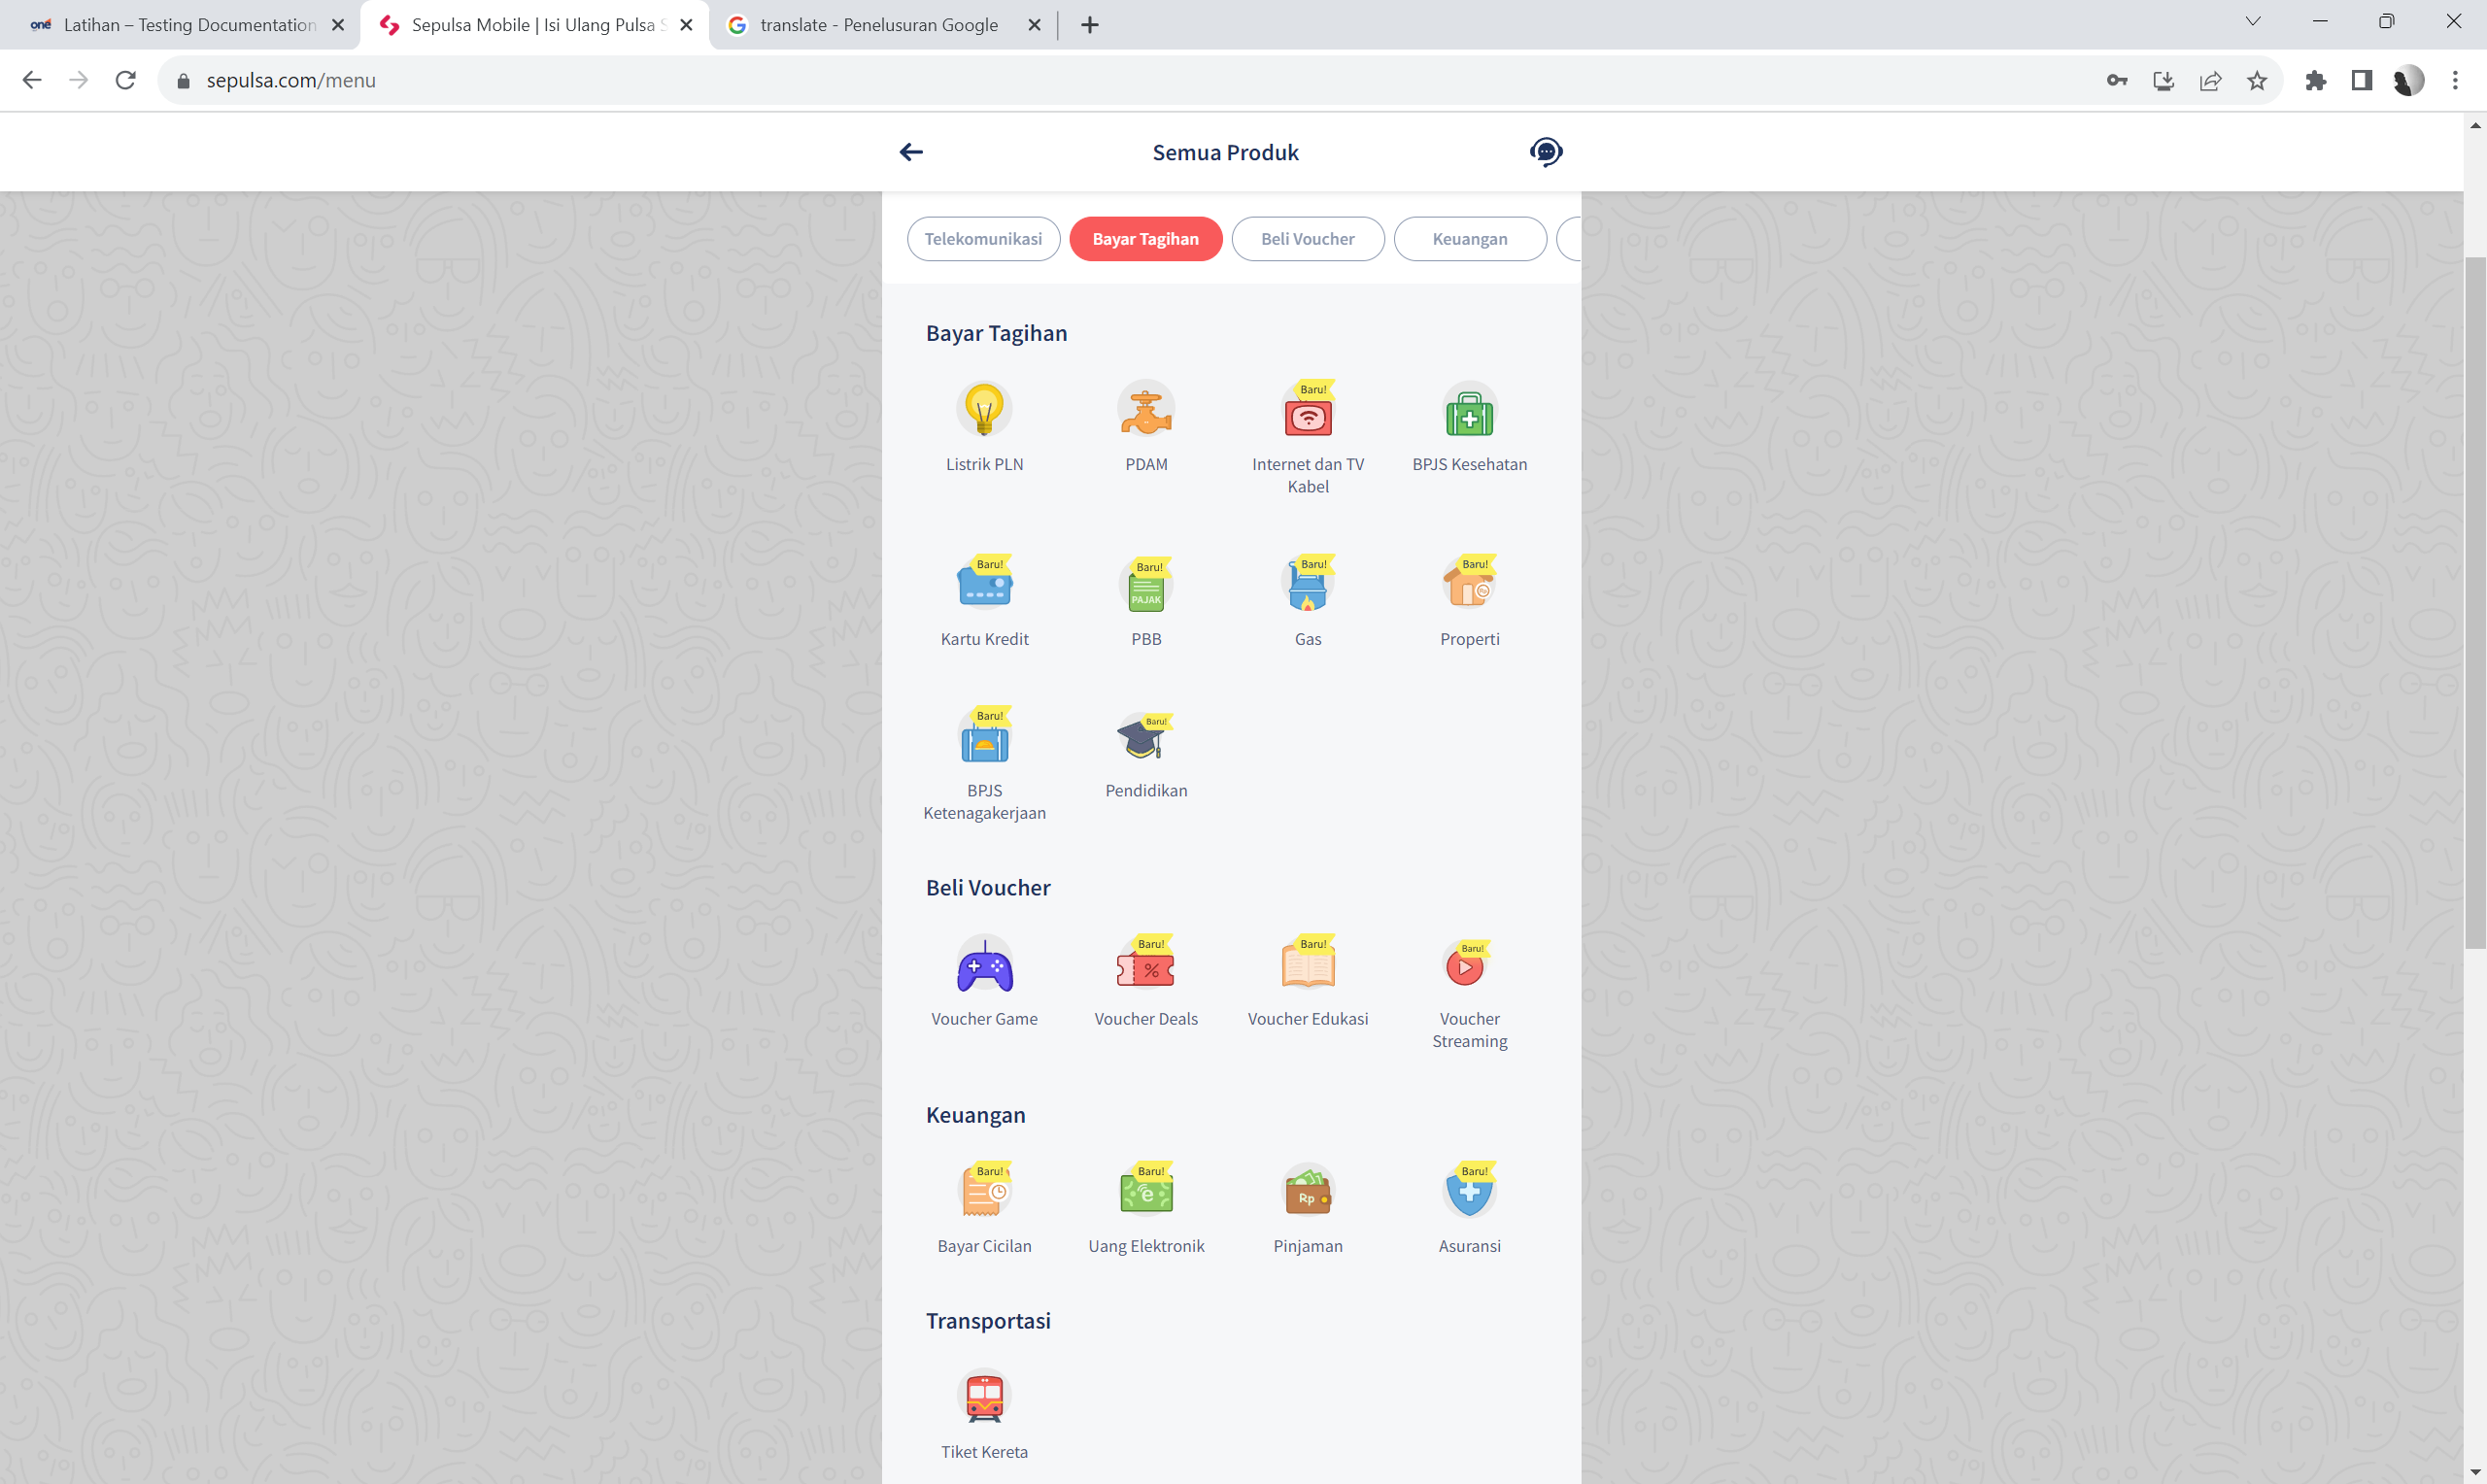 one Latihan – Testing Documentation
Sepulsa Mobile | Isi Ulang Pulsa S
translate - Penelusuran Google
sepulsa.com/menu
Semua Produk
Telekomunikasi
Bayar Tagihan
Beli Voucher
Keuangan
Bayar Tagihan
Listrik PLN
PDAM
Baru!
Internet dan TV
Kabel
BPJS Kesehatan
Baru!
Kartu Kredit
Baru!
PAJAK
PBB
Baru!
Gas
Baru!
Properti
Baru!
BPJS
Ketenagakerjaan
Baru!
Pendidikan
Beli Voucher
Voucher Game
Baru!
%
Voucher Deals
Baru!
Voucher Edukasi
Baru!
Voucher
Streaming
Keuangan
Baru!
Bayar Cicilan
Baru!
e
Uang Elektronik
Rp
Pinjaman
Baru!
Asuransi
Transportasi
Tiket Kereta